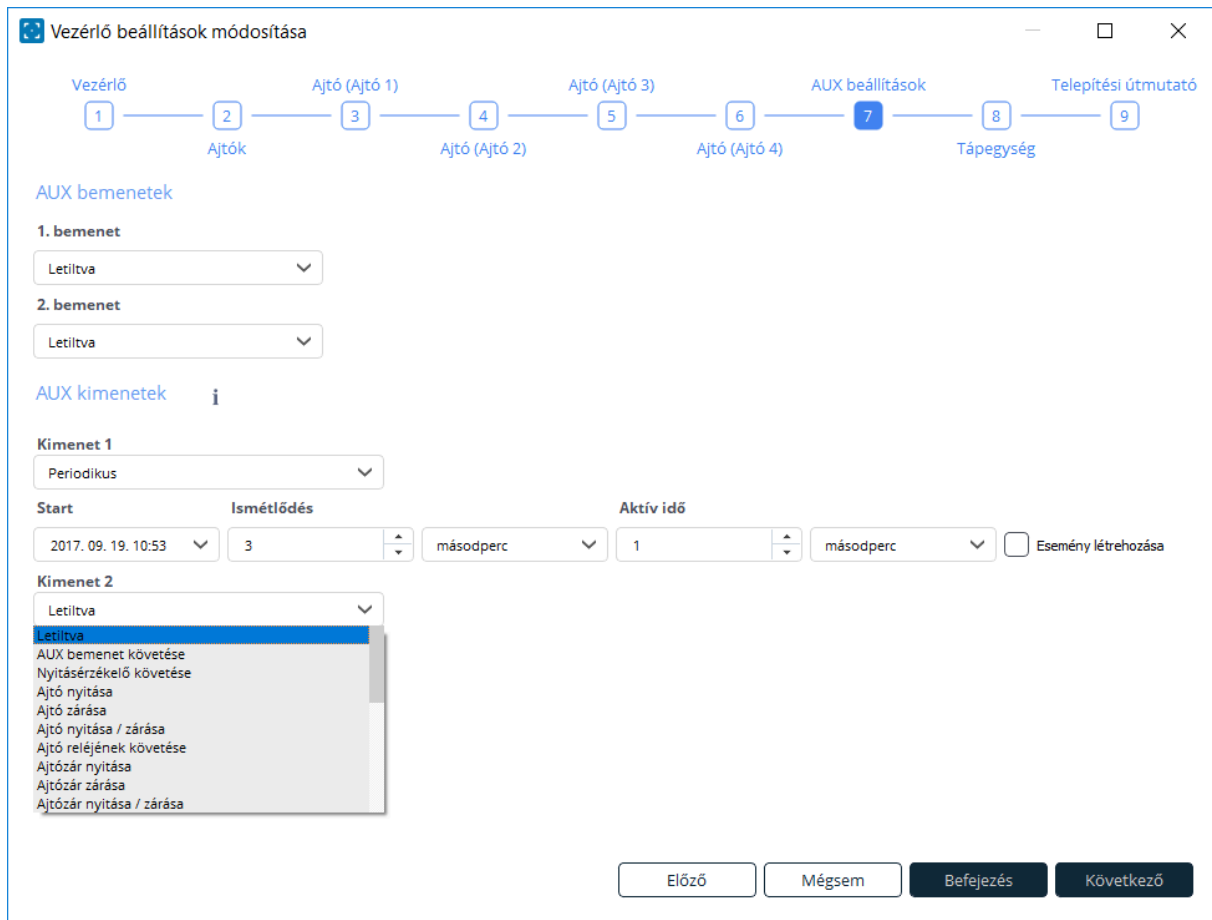 Vezérlő beállítások módosítása
Vezérlő Ajtó (Ajtó 1) Ajtó (Ajtó 3) AUX beállítások Telepítési útmutató
1 2 3 4 5 6 7 8 9
Ajtók Ajtó (Ajtó 2) Ajtó (Ajtó 4) Tápegység
AUX bemenetek
1. bemenet
Letiltva
2. bemenet
Letiltva
AUX kimenetek i
Kimenet 1
Periodikus
Start Ismétlődés Aktív idő
2017. 09. 19. 10:53 3 másodperc 1 másodperc Esemény létrehozása
Kimenet 2
Letiltva
Letiltva
AUX bemenet követése
Nyitásérzékelő követése
Ajtó nyitása
Ajtó zárása
Ajtó nyitása / zárása
Ajtó reléjének követése
Ajtózár nyitása
Ajtózár zárása
Ajtózár nyitása / zárása
Előző Mégsem Befejezés Következő